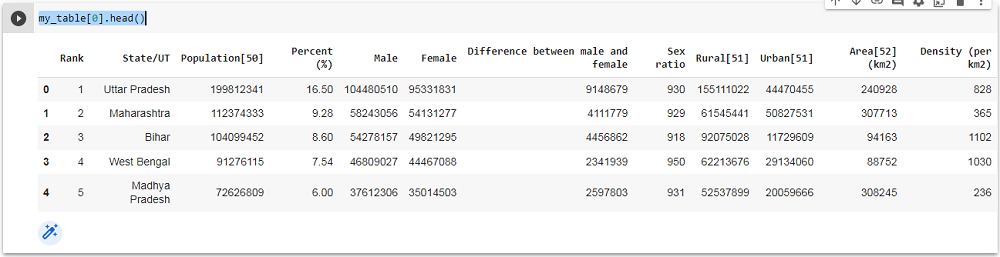 my_table[0].head()
Rank State/UT Population[50] Percent (%) Male Female Difference between male and female Sex ratio Rural[51] Urban[51] Area[52] (km2) Density (per km2)
0 1 Uttar Pradesh 199812341 16.50 104480510 95331831 9148679 930 155111022 44470455 240928 828
1 2 Maharashtra 112374333 9.28 58243056 54131277 4111779 929 61545441 50827531 307713 365
2 3 Bihar 104099452 8.60 54278157 49821295 4456862 918 92075028 11729609 94163 1102
3 4 West Bengal 91276115 7.54 46809027 44467088 2341939 950 62213676 29134060 88752 1030
4 5 Madhya Pradesh 72626809 6.00 37612306 35014503 2597803 931 52537899 20059666 308245 236